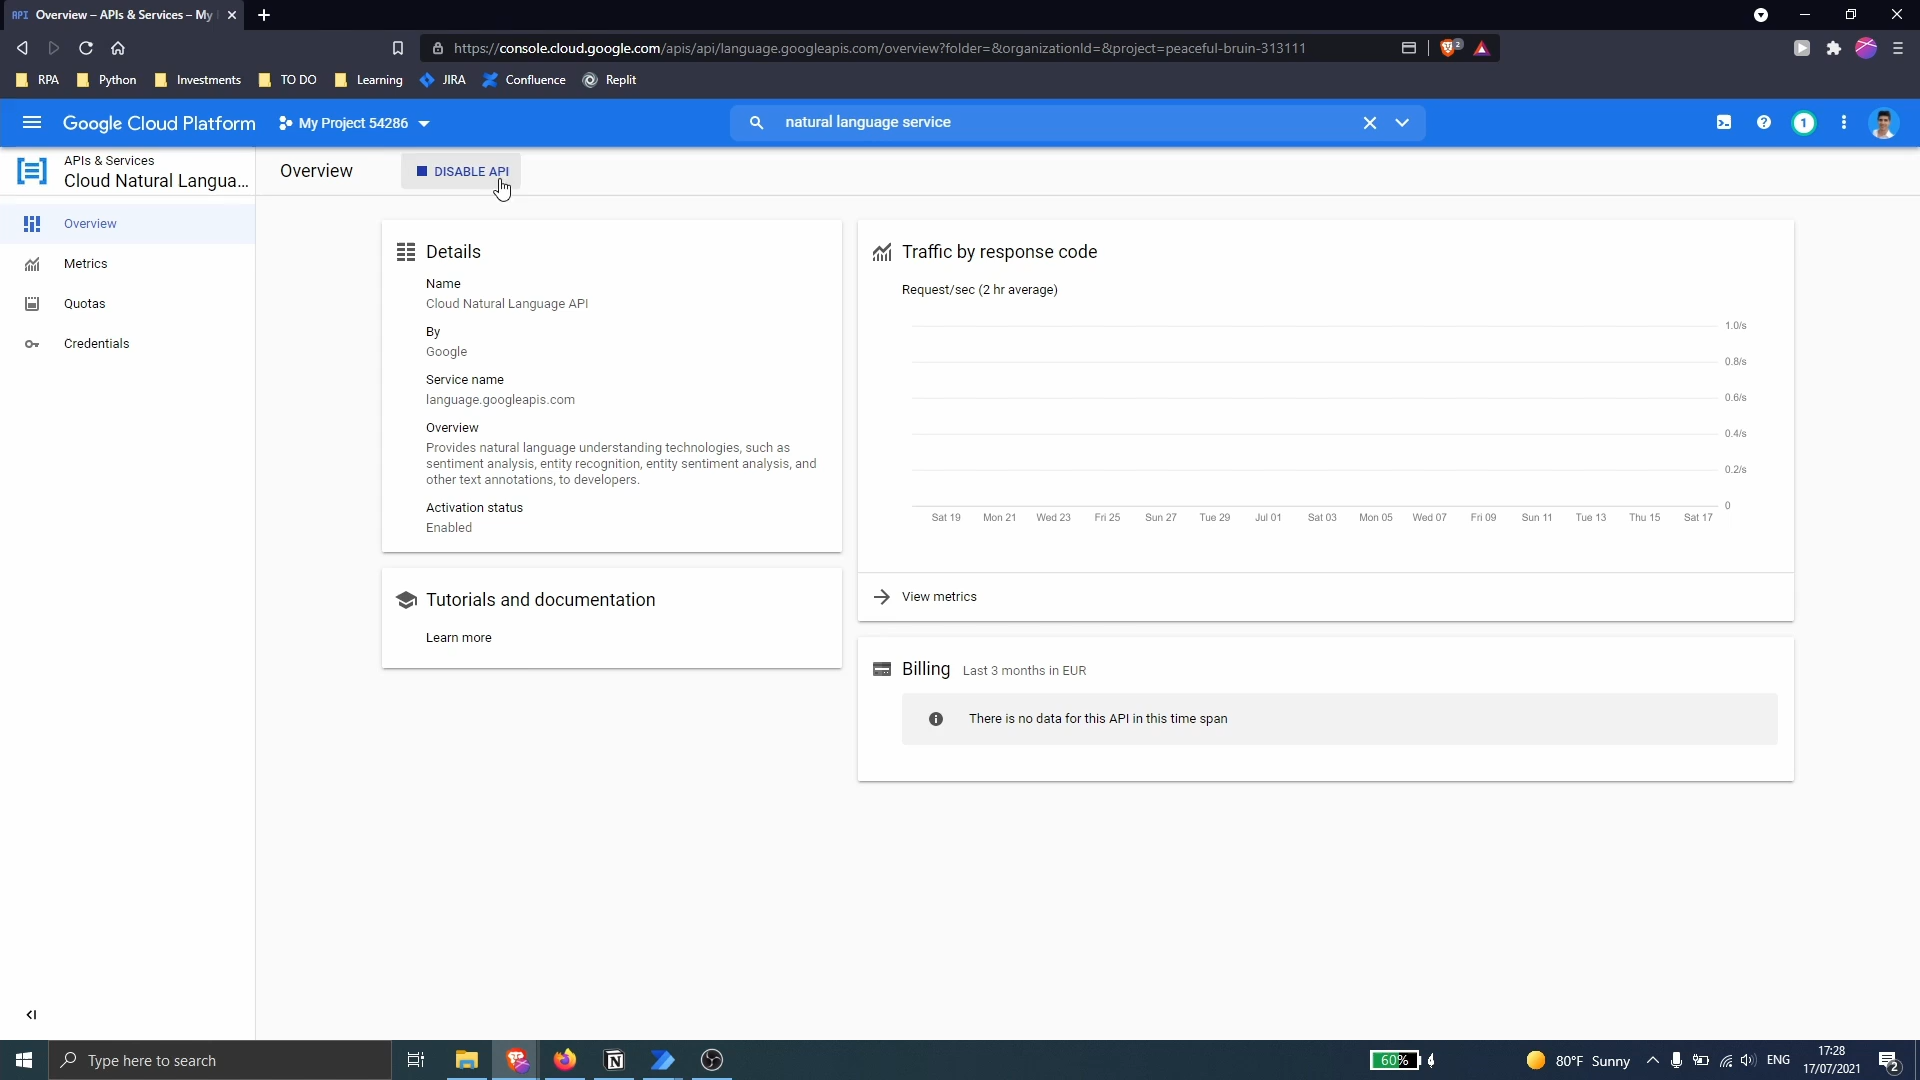 API Overview – APIs & Services – My
https://console.cloud.google.com/apis/api/language.googleapis.com/overview?folder=&organizationId=&project=peaceful-bruin-313111
2
RPA Python Investments TO DO Learning JIRA Confluence Replit
Google Cloud Platform My Project 54286 natural language service 1
APIs & Services
Cloud Natural Langua...
Overview DISABLE API
Overview
Metrics
Quotas
Credentials
Details
Name
Cloud Natural Language API
By
Google
Service name
language.googleapis.com
Overview
Provides natural language understanding technologies, such as
sentiment analysis, entity recognition, entity sentiment analysis, and
other text annotations, to developers.
Activation status
Enabled
Tutorials and documentation
Learn more
Traffic by response code
Request/sec (2 hr average)
1.0/s
0.8/s
0.6/s
0.4/s
0.2/s
0
Sat 19 Mon 21 Wed 23 Fri 25 Sun 27 Tue 29 Jul 01 Sat 03 Mon 05 Wed 07 Fri 09 Sun 11 Tue 13 Thu 15 Sat 17
View metrics
Billing Last 3 months in EUR
There is no data for this API in this time span
Type here to search
60%
80°F Sunny
ENG
17:28
17/07/2021
2